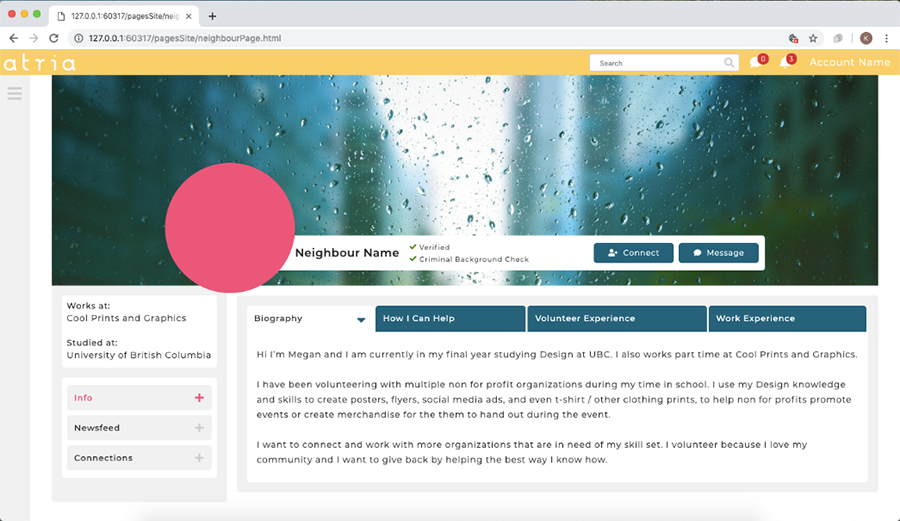 127.0.0.1:60317/pagesSite/neig
127.0.0.1:60317/pagesSite/neighbourPage.html
K
atria
Search
0
3
Account Name
Neighbour Name
Verified
Criminal Background Check
Connect
Message
Works at:
Cool Prints and Graphics
Studied at:
University of British Columbia
Info
Newsfeed
Connections
Biography
How I Can Help
Volunteer Experience
Work Experience
Hi I'm Megan and I am currently in my final year studying Design at UBC. I also works part time at Cool Prints and Graphics.
I have been volunteering with multiple non for profit organizations during my time in school. I use my Design knowledge
and skills to create posters, flyers, social media ads, and even t-shirt / other clothing prints, to help non for profits promote
events or create merchandise for the them to hand out during the event.
I want to connect and work with more organizations that are in need of my skill set. I volunteer because I love my
community and I want to give back by helping the best way I know how.